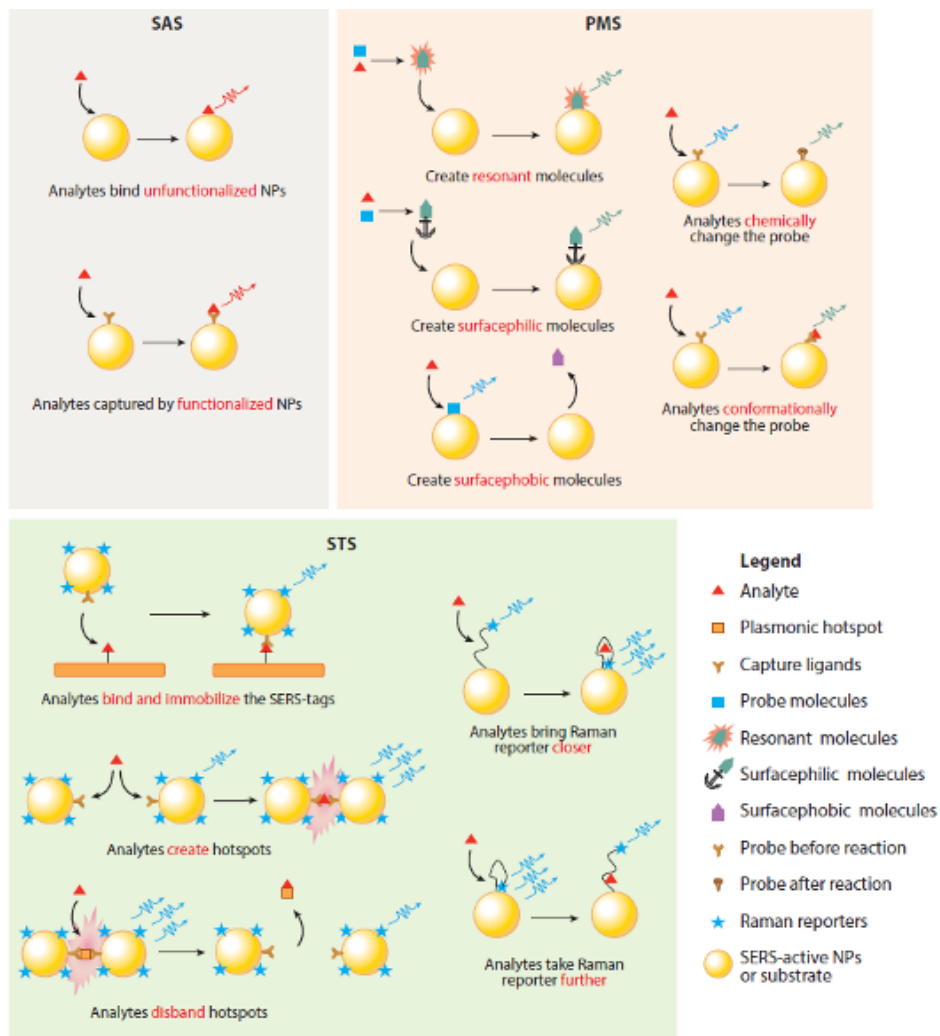 SAS
Analytes bind unfunctionalized NPs
Analytes captured by functionalized NPs
PMS
Create resonant molecules
Create surfacephilic molecules
Create surfacephobic molecules
Analytes chemically
change the probe
Analytes conformationally
change the probe
STS
Analytes bind and immobilize the SERS-tags
Analytes create hotspots
Analytes disband hotspots
Analytes bring Raman
reporter closer
Analytes take Raman
reporter further
Legend
Analyte
Plasmonic hotspot
Capture ligands
Probe molecules
Resonant molecules
Surfacephilic molecules
Surfacephobic molecules
Probe before reaction
Probe after reaction
Raman reporters
SERS-active NPs
or substrate